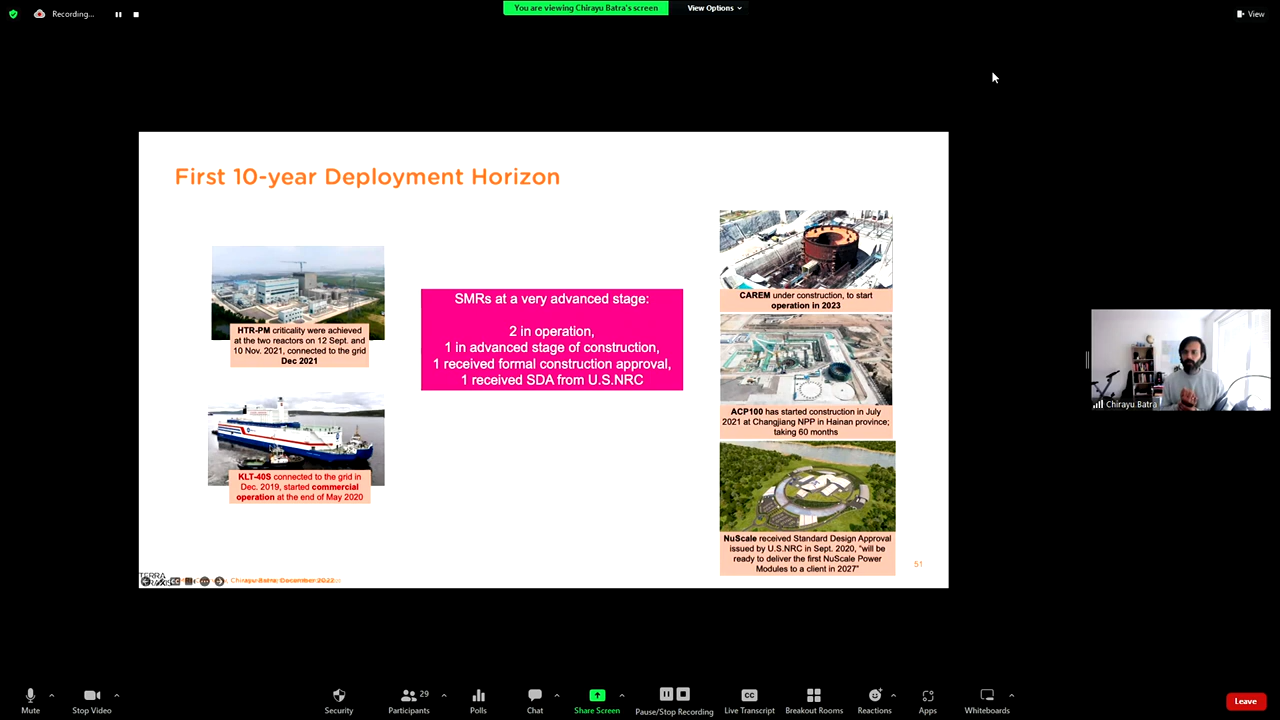 Recording...
You are viewing Chirayu Batra's screen
View Options
View
First 10-year Deployment Horizon
HTR-PM criticality were achieved
at the two reactors on 12 Sept. and
10 Nov. 2021, connected to the grid
Dec 2021
KLT-40S connected to the grid in
Dec. 2019, started commercial
operation at the end of May 2020
SMRs at a very advanced stage:
2 in operation,
1 in advanced stage of construction,
1 received formal construction approval,
1 received SDA from U.S.NRC
CAREM under construction, to start
operation in 2023
ACP100 has started construction in July
2021 at Changjiang NPP in Hainan province;
taking 60 months
NuScale received Standard Design Approval
issued by U.S.NRC in Sept. 2020, “will be
ready to deliver the first NuScale Power
Modules to a client in 2027”
TERRA
Chirayu Batra, December 2022
51
Chirayu Batra
Mute
Stop Video
Security
Participants
29
Polls
Chat
Share Screen
Pause/Stop Recording
CC
Live Transcript
Breakout Rooms
Reactions
Apps
Whiteboards
Leave